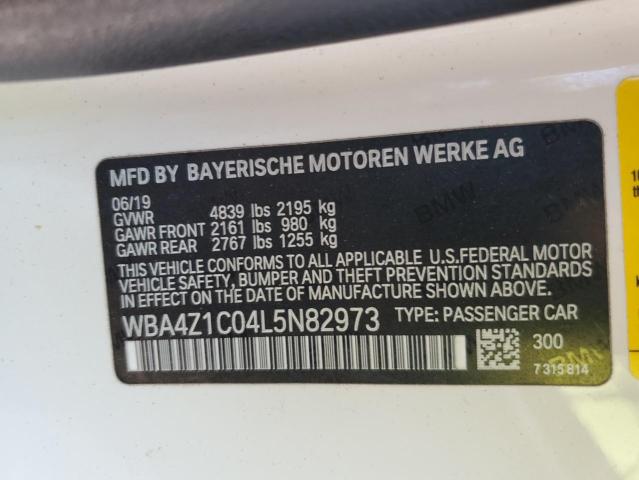 MFD BY BAYERISCHE MOTOREN WERKE AG
06/19
GVWR 4839 lbs 2195 kg
GAWR FRONT 2161 lbs 980 kg
GAWR REAR 2767 lbs 1255 kg
THIS VEHICLE CONFORMS TO ALL APPLICABLE U.S.FEDERAL MOTOR
VEHICLE SAFETY, BUMPER AND THEFT PREVENTION STANDARDS
IN EFFECT ON THE DATE OF MANUFACTURE SHOWN ABOVE.
WBA4Z1C04L5N82973 TYPE: PASSENGER CAR
300
7315814